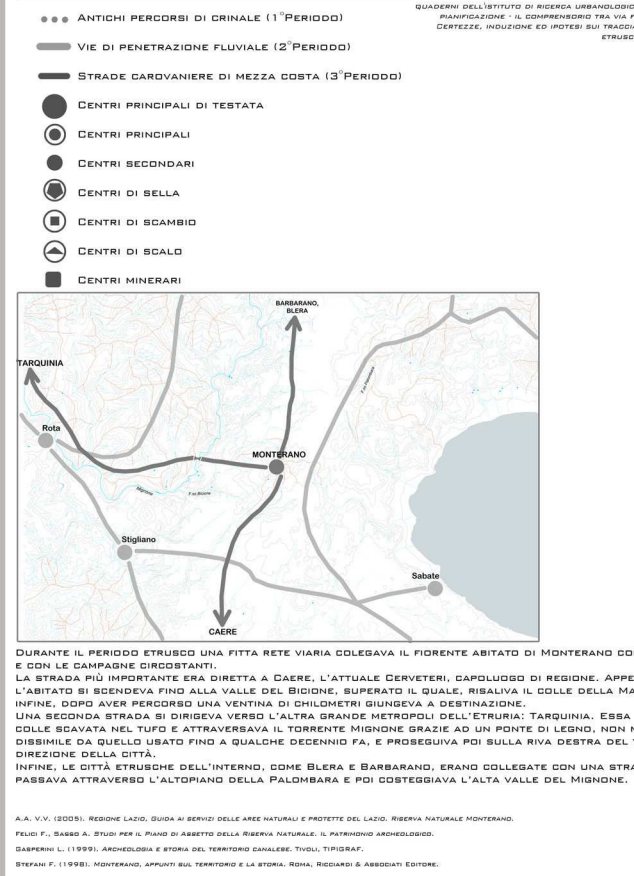 QUADERNI DELL'ISTITUTO DI RICERCA URBANOLOGIC
PIANIFICAZIONE - IL COMPRENSORIO TRA VIA
CERTEZZE, INDUZIONE ED IPOTESI SUI TRACCIA
ETRUSC
ANTICHI PERCORSI DI CRINALE (1°PERIODO)
VIE DI PENETRAZIONE FLUVIALE (2°PERIODO)
STRADE CAROVANIERE DI MEZZA COSTA (3°PERIODO)
CENTRI PRINCIPALI DI TESTATA
CENTRI PRINCIPALI
CENTRI SECONDARI
CENTRI DI SELLA
CENTRI DI SCAMBIO
CENTRI DI SCALO
CENTRI MINERARI
BARBARANO,
BLERA
TARQUINIA
Rota
MONTERANO
Mignone
F.so Bicione
Stigliano
Sabate
CAERE
DURANTE IL PERIODO ETRUSCO UNA FITTA RETE VIARIA COLEGAVA IL FIORENTE ABITATO DI MONTERANO CO
E CON LE CAMPAGNE CIRCOSTANTI.
LA STRADA PIÙ IMPORTANTE ERA DIRETTA A CAERE, L'ATTUALE CERVETERI, CAPOLUOGO DI REGIONE. APPE
L'ABITATO SI SCENDEVA FINO ALLA VALLE DEL BICIONE, SUPERATO IL QUALE, RISALIVA IL COLLE DELLA MA
INFINE, DOPO AVER PERCORSO UNA VENTINA DI CHILOMETRI GIUNGEVA A DESTINAZIONE.
UNA SECONDA STRADA SI DIRIGEVA VERSO L'ALTRA GRANDE METROPOLI DELL'ETRURIA: TARQUINIA. ESSA
COLLE SCAVATA NEL TUFO E ATTRAVERSAVA IL TORRENTE MIGNONE GRAZIE AD UN PONTE DI LEGNO, NON
DISSIMILE DA QUELLO USATO FINO A QUALCHE DECENNIO FA, E PROSEGUIVA POI SULLA RIVA DESTRA DEL
DIREZIONE DELLA CITTÀ.
INFINE, LE CITTÀ ETRUSCHE DELL'INTERNO, COME BLERA E BARBARANO, ERANO COLLEGATE CON UNA STRA
PASSAVA ATTRAVERSO L'ALTOPIANO DELLA PALOMBARA E POI COSTEGGIAVA L'ALTA VALLE DEL MIGNONE.
A.A. V.V. (2005). REGIONE LAZIO, GUIDA AI SERVIZI DELLE AREE NATURALI E PROTETTE DEL LAZIO. RISERVA NATURALE MONTERANO.
FELICI F., SASSO A. STUDI PER IL PIANO DI ASSETTO DELLA RISERVA NATURALE. IL PATRIMONIO ARCHEOLOGICO.
GASPERINI L. (1999). ARCHEOLOGIA E STORIA DEL TERRITORIO CANALESE. TIVOLI, TIPIGRAF.
STEFANI F. (1998). MONTERANO, APPUNTI SUL TERRITORIO E LA STORIA. ROMA, RICCIARDI & ASSOCIATI EDITORE.